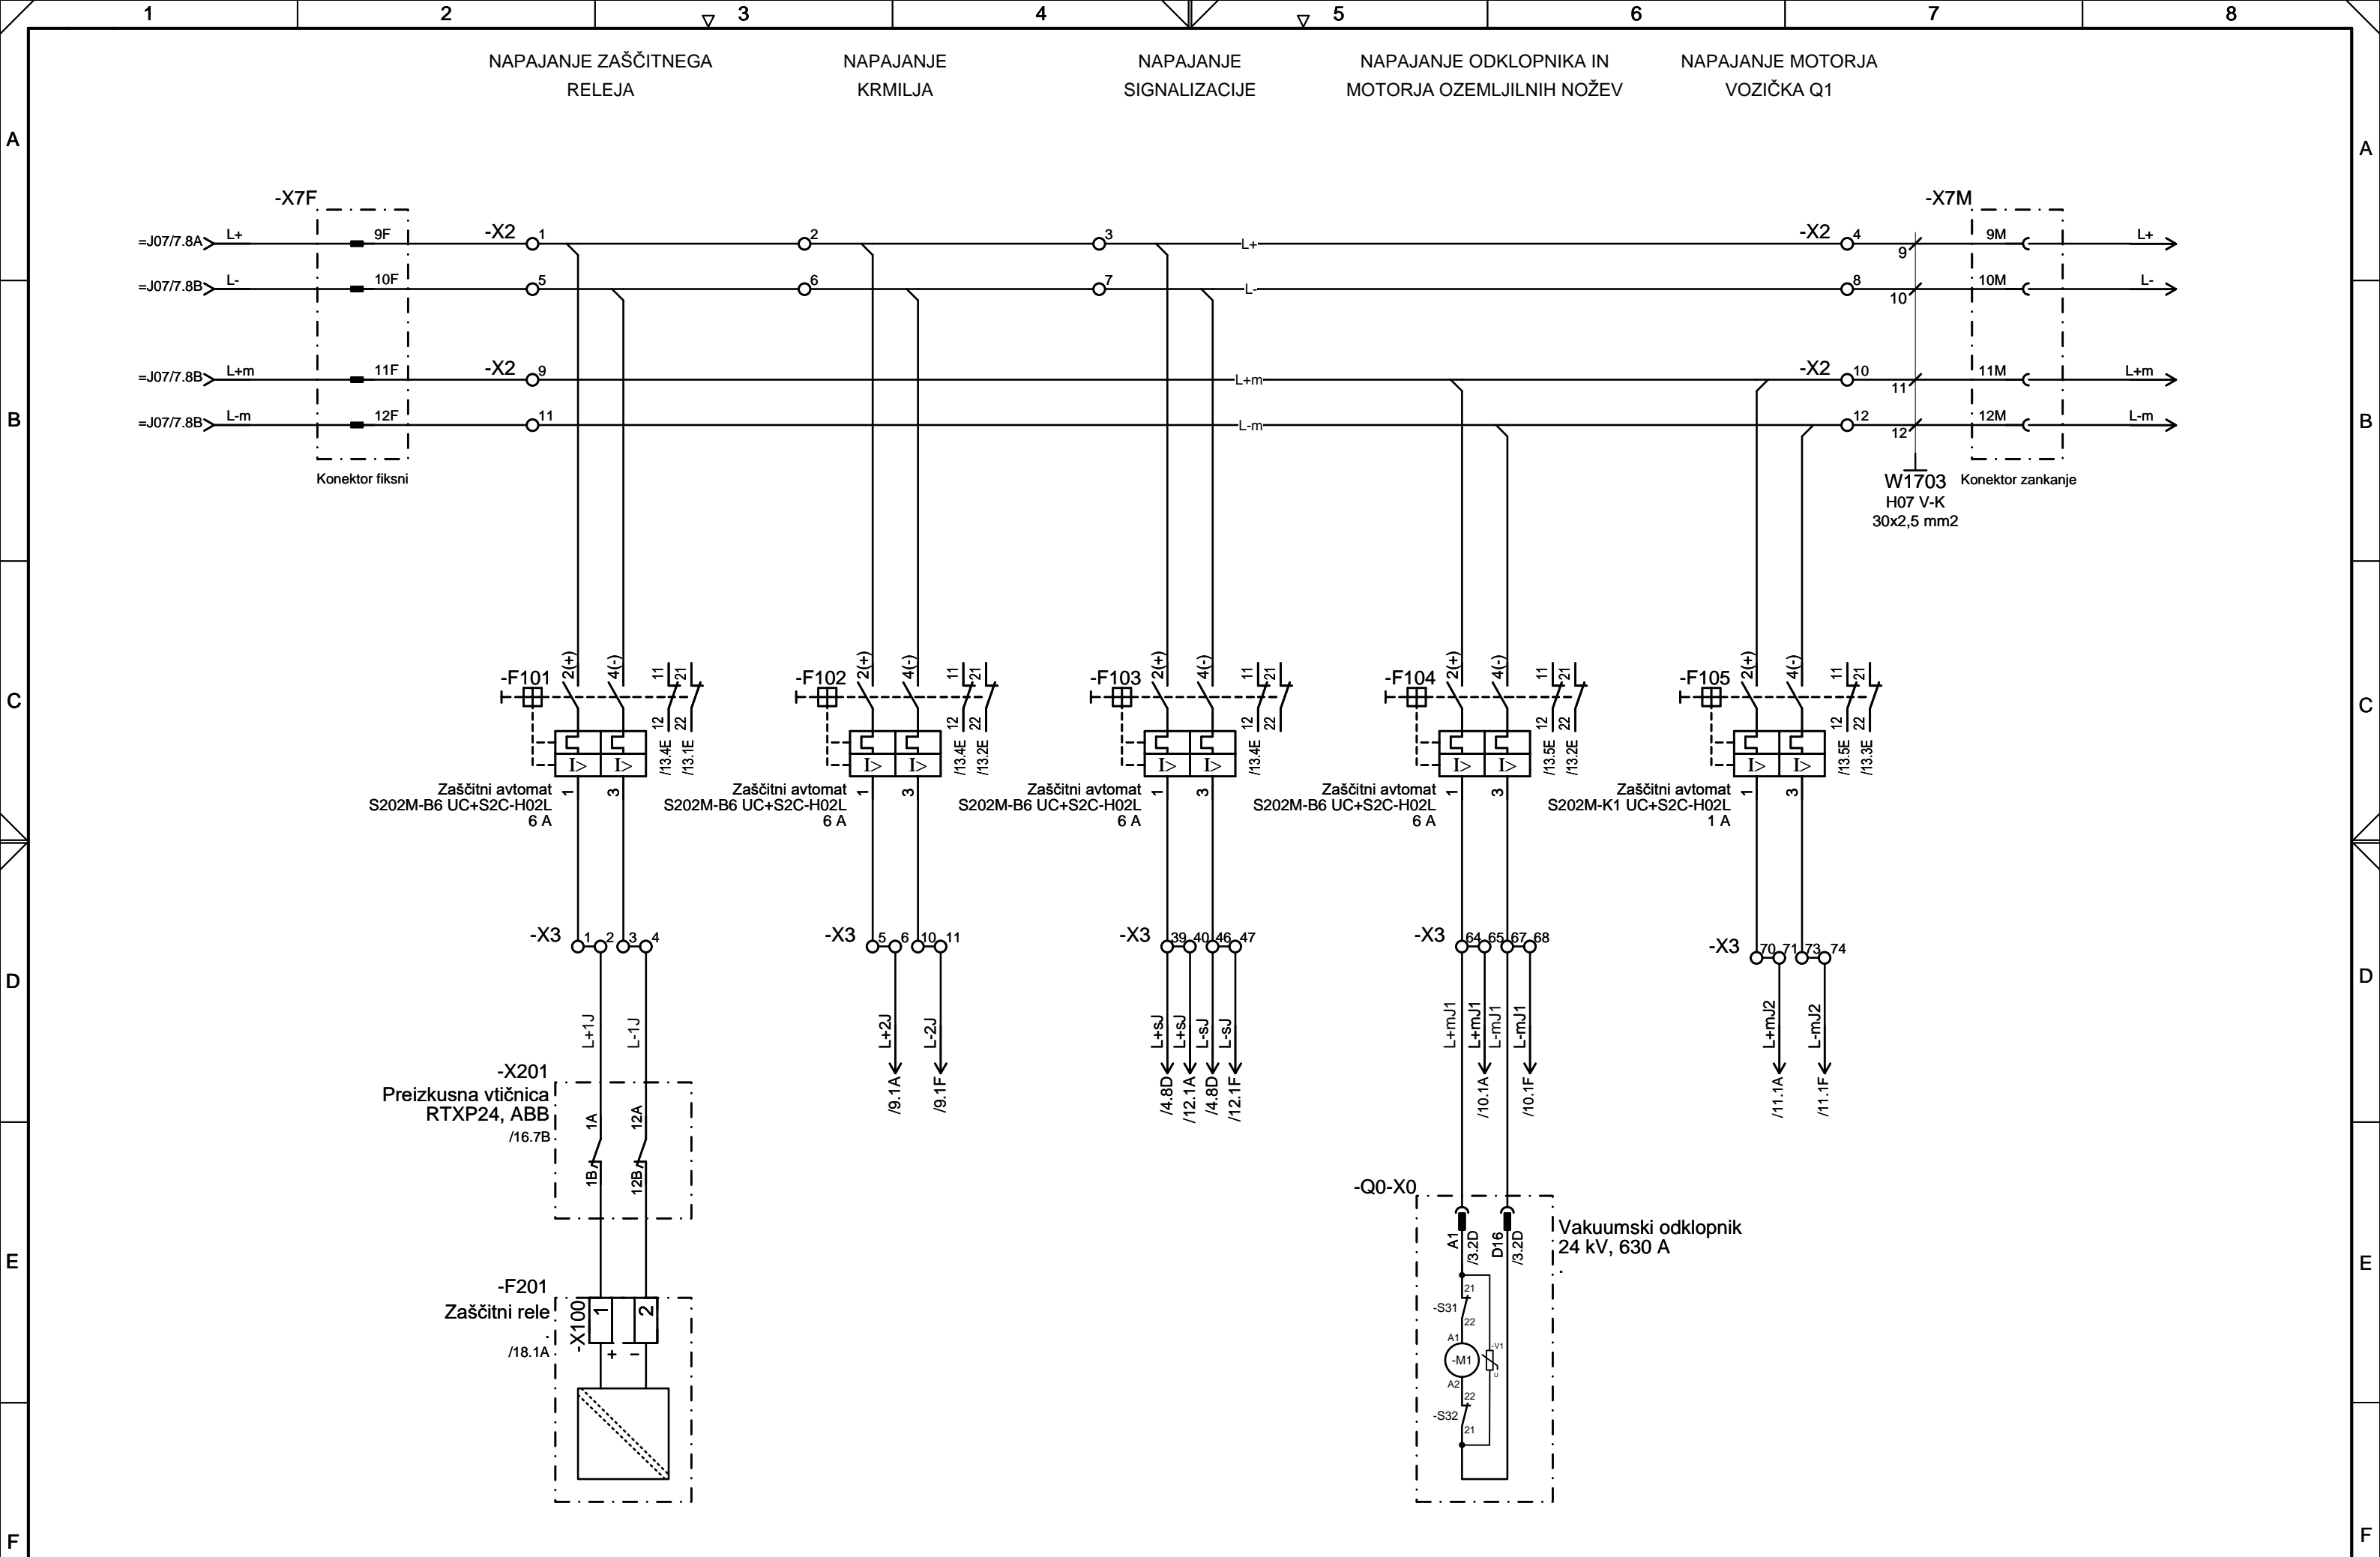 1 2 3 4 5 6 7 8
NAPAJANJE ZAŠČITNEGA
RELEJA
NAPAJANJE
KRMILJA
NAPAJANJE
SIGNALIZACIJE
NAPAJANJE ODKLOPNIKA IN
MOTORJA OZEMLJILNIH NOŽEV
NAPAJANJE MOTORJA
VOZIČKA Q1
A A
-X7F -X7M
=J07/7.8A L+ 9F -X2 1 2 3 L+ -X2 4 9 9M L+
=J07/7.8B L- 10F 5 6 7 L- 8 10 10M L-
=J07/7.8B L+m 11F -X2 9 L+m -X2 10 11 11M L+m
B B
=J07/7.8B L-m 12F 11 L-m 12 12 12M L-m
Konektor fiksni
W1703
H07 V-K
30x2,5 mm2
Konektor zankanje
C C
-F101 2(+) 4(-) 11 21
12 22
/13.4E /13.1E
I> I>
Zaščitni avtomat
S202M-B6 UC+S2C-H02L
6 A
1 3
-F102 2(+) 4(-) 11 21
12 22
/13.4E /13.2E
I> I>
Zaščitni avtomat
S202M-B6 UC+S2C-H02L
6 A
1 3
-F103 2(+) 4(-) 11 21
12 22
/13.4E
I> I>
Zaščitni avtomat
S202M-B6 UC+S2C-H02L
6 A
1 3
-F104 2(+) 4(-) 11 21
12 22
/13.5E /13.2E
I> I>
Zaščitni avtomat
S202M-B6 UC+S2C-H02L
6 A
1 3
-F105 2(+) 4(-) 11 21
12 22
/13.5E /13.3E
I> I>
Zaščitni avtomat
S202M-K1 UC+S2C-H02L
1 A
1 3
D D
-X3 1 2 3 4
L+1J L-1J
-X3 5 6 10 11
L+2J L-2J
/9.1A /9.1F
-X3 39 40 46 47
L+sJ L+sJ L-sJ L-sJ
/4.8D /12.1A /4.8D /12.1F
-X3 64 65 67 68
L+mJ1 L+mJ1 L-mJ1 L-mJ1
/10.1A /10.1F
-X3 70 71 73 74
L+mJ2 L-mJ2
/11.1A /11.1F
-X201
Preizkusna vtičnica
RTXP24, ABB
/16.7B
1A 12A
1B 12B
E E
-F201
Zaščitni rele
.
/18.1A
-X100 1 2
+ −
-Q0-X0
Vakuumski odklopnik
24 kV, 630 A
.
A1 /3.2D D16 /3.2D
21
-S31
22
A1
-M1
-V1
U
A2
22
-S32
21
F F